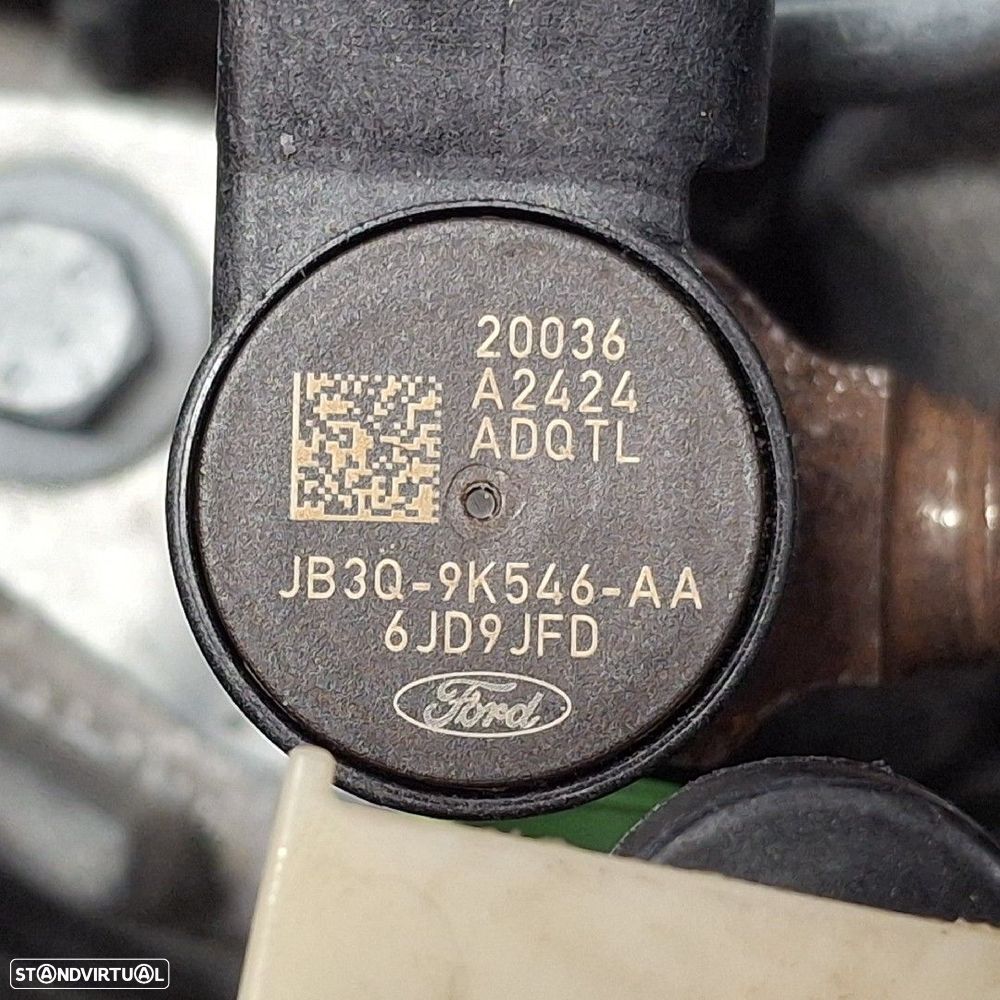 20036
A2424
ADQTL
JB3Q-9K546-AA
6JD9JFD
Ford
STANDVIRTUAL